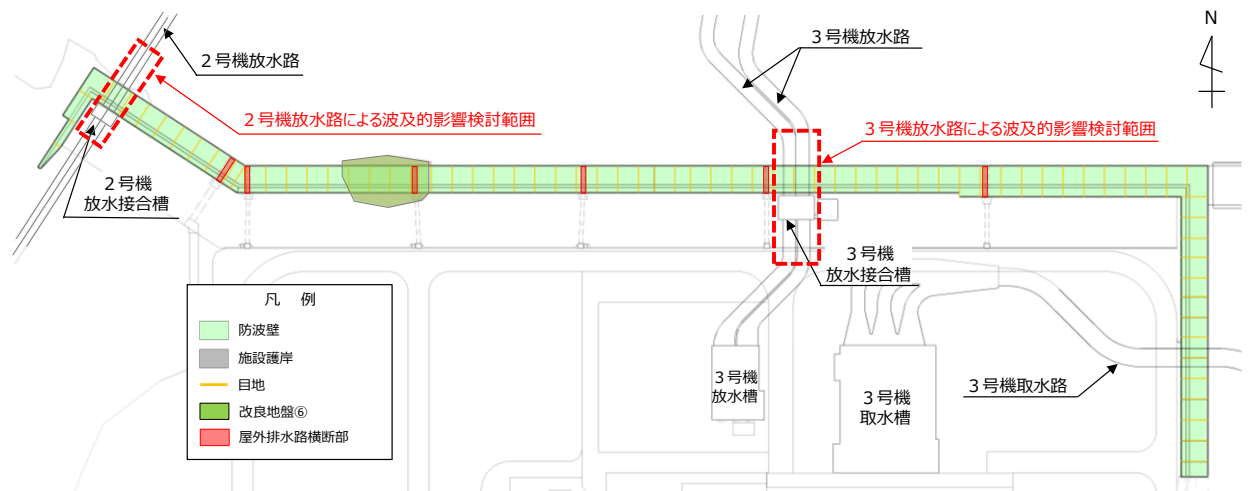 N
2号機放水路
3号機放水路
2号機放水路による波及的影響検討範囲
3号機放水路による波及的影響検討範囲
2号機
放水接合槽
3号機
放水接合槽
凡 例
防波壁
施設護岸
目地
改良地盤⑥
屋外排水路横断部
3号機
放水槽
3号機
取水槽
3号機取水路